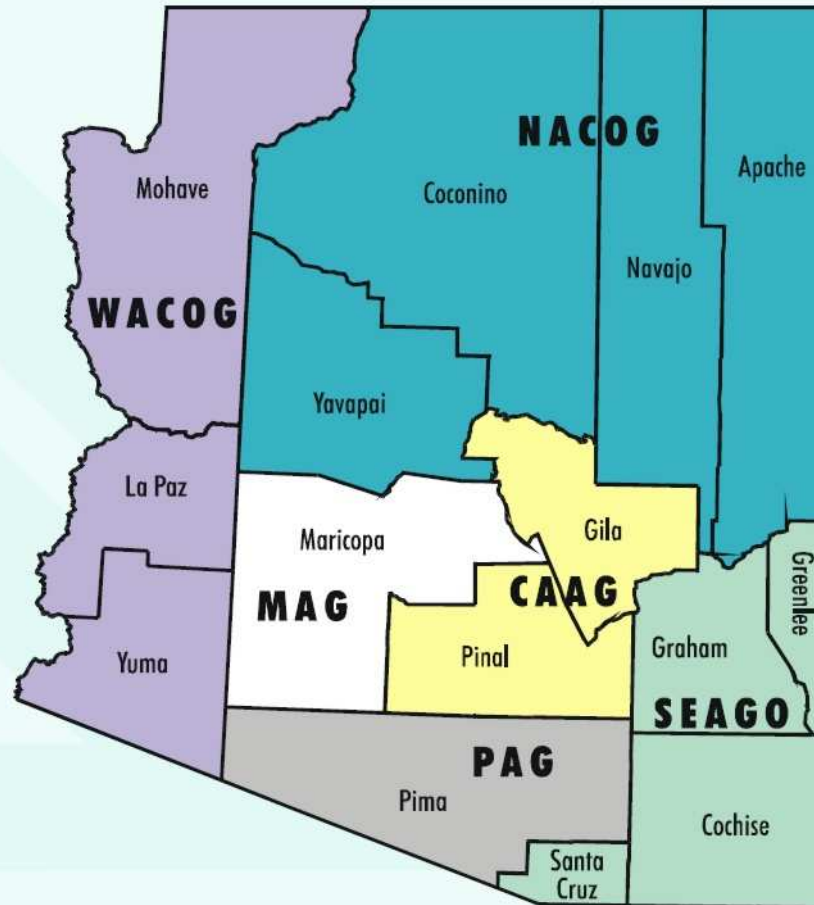 NACOG
Apache
Mohave
Coconino
Navajo
WACOG
Yavapai
La Paz
Maricopa
Gila
Greenlee
MAG
CAAG
Yuma
Pinal
Graham
SEAGO
PAG
Pima
Cochise
Santa
Cruz